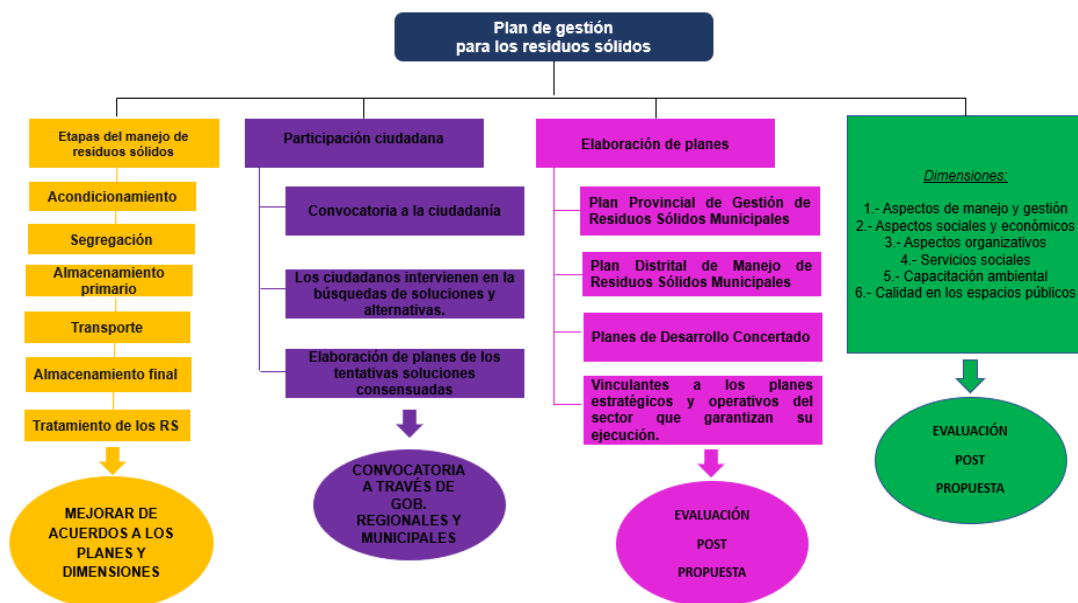 Plan de gestión
para los residuos sólidos
Etapas del manejo de
residuos sólidos
Acondicionamiento
Segregación
Almacenamiento
primario
Transporte
Almacenamiento final
Tratamiento de los RS
MEJORAR DE
ACUERDOS A LOS
PLANES Y
DIMENSIONES
Participación ciudadana
Convocatoria a la ciudadanía
Los ciudadanos intervienen en la
búsquedas de soluciones y
alternativas.
Elaboración de planes de los
tentativas soluciones
consensuadas
CONVOCATORIA
A TRAVÉS DE
GOB.
REGIONALES Y
MUNICIPALES
Elaboración de planes
Plan Provincial de Gestión de
Residuos Sólidos Municipales
Plan Distrital de Manejo de
Residuos Sólidos Municipales
Planes de Desarrollo Concertado
Vinculantes a los planes
estratégicos y operativos del
sector que garantizan su
ejecución.
EVALUACIÓN
POST
PROPUESTA
Dimensiones:
1.- Aspectos de manejo y gestión
2.- Aspectos sociales y económicos
3.- Aspectos organizativos
4.- Servicios sociales
5.- Capacitación ambiental
6.- Calidad en los espacios públicos
EVALUACIÓN
POST
PROPUESTA